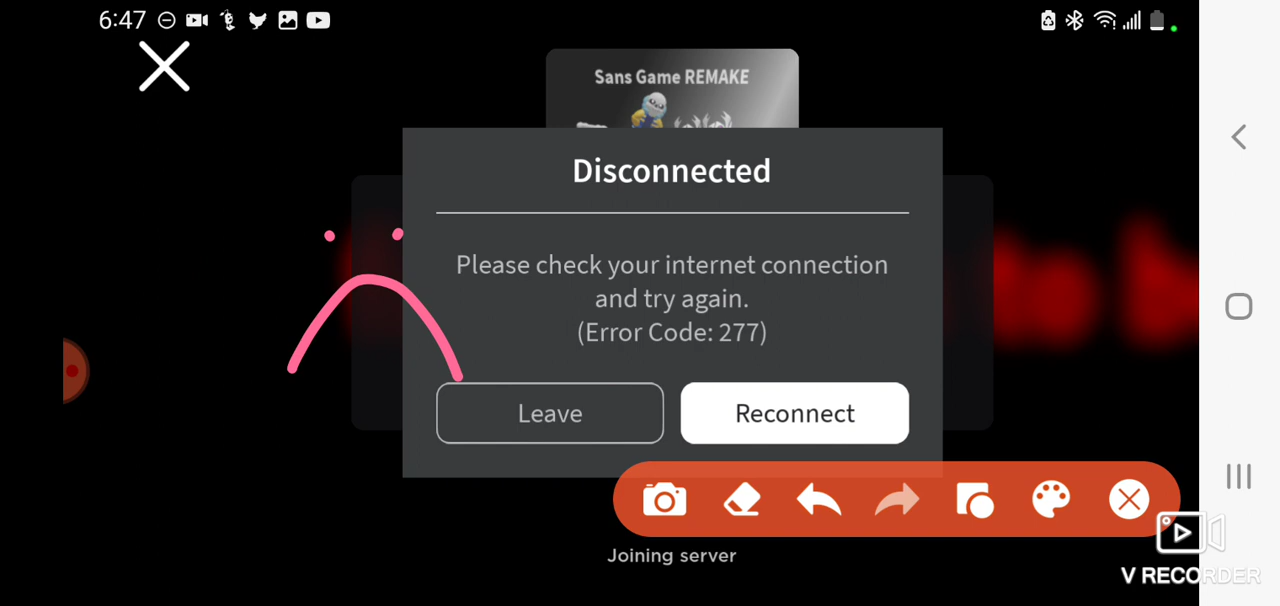 6:47
Sans Game REMAKE
Disconnected
Please check your internet connection
and try again.
(Error Code: 277)
Leave
Reconnect
Joining server
V RECORDER